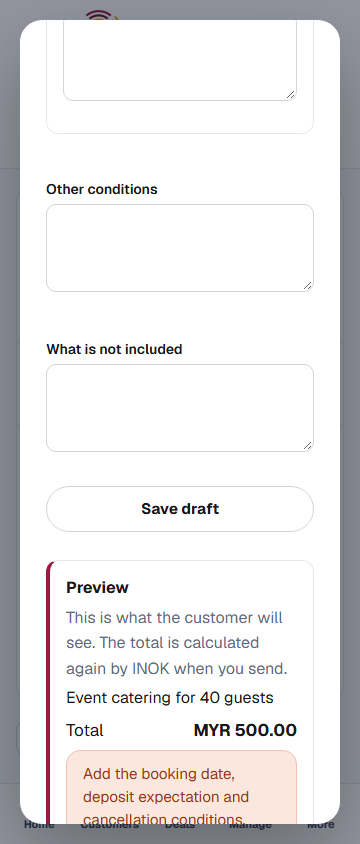 Other conditions
What is not included
Save draft
Preview
This is what the customer will
see. The total is calculated
again by INOK when you send.
Event catering for 40 guests
Total MYR 500.00
Add the booking date,
deposit expectation and
cancellation conditions.
Home Customers Deals Manage More